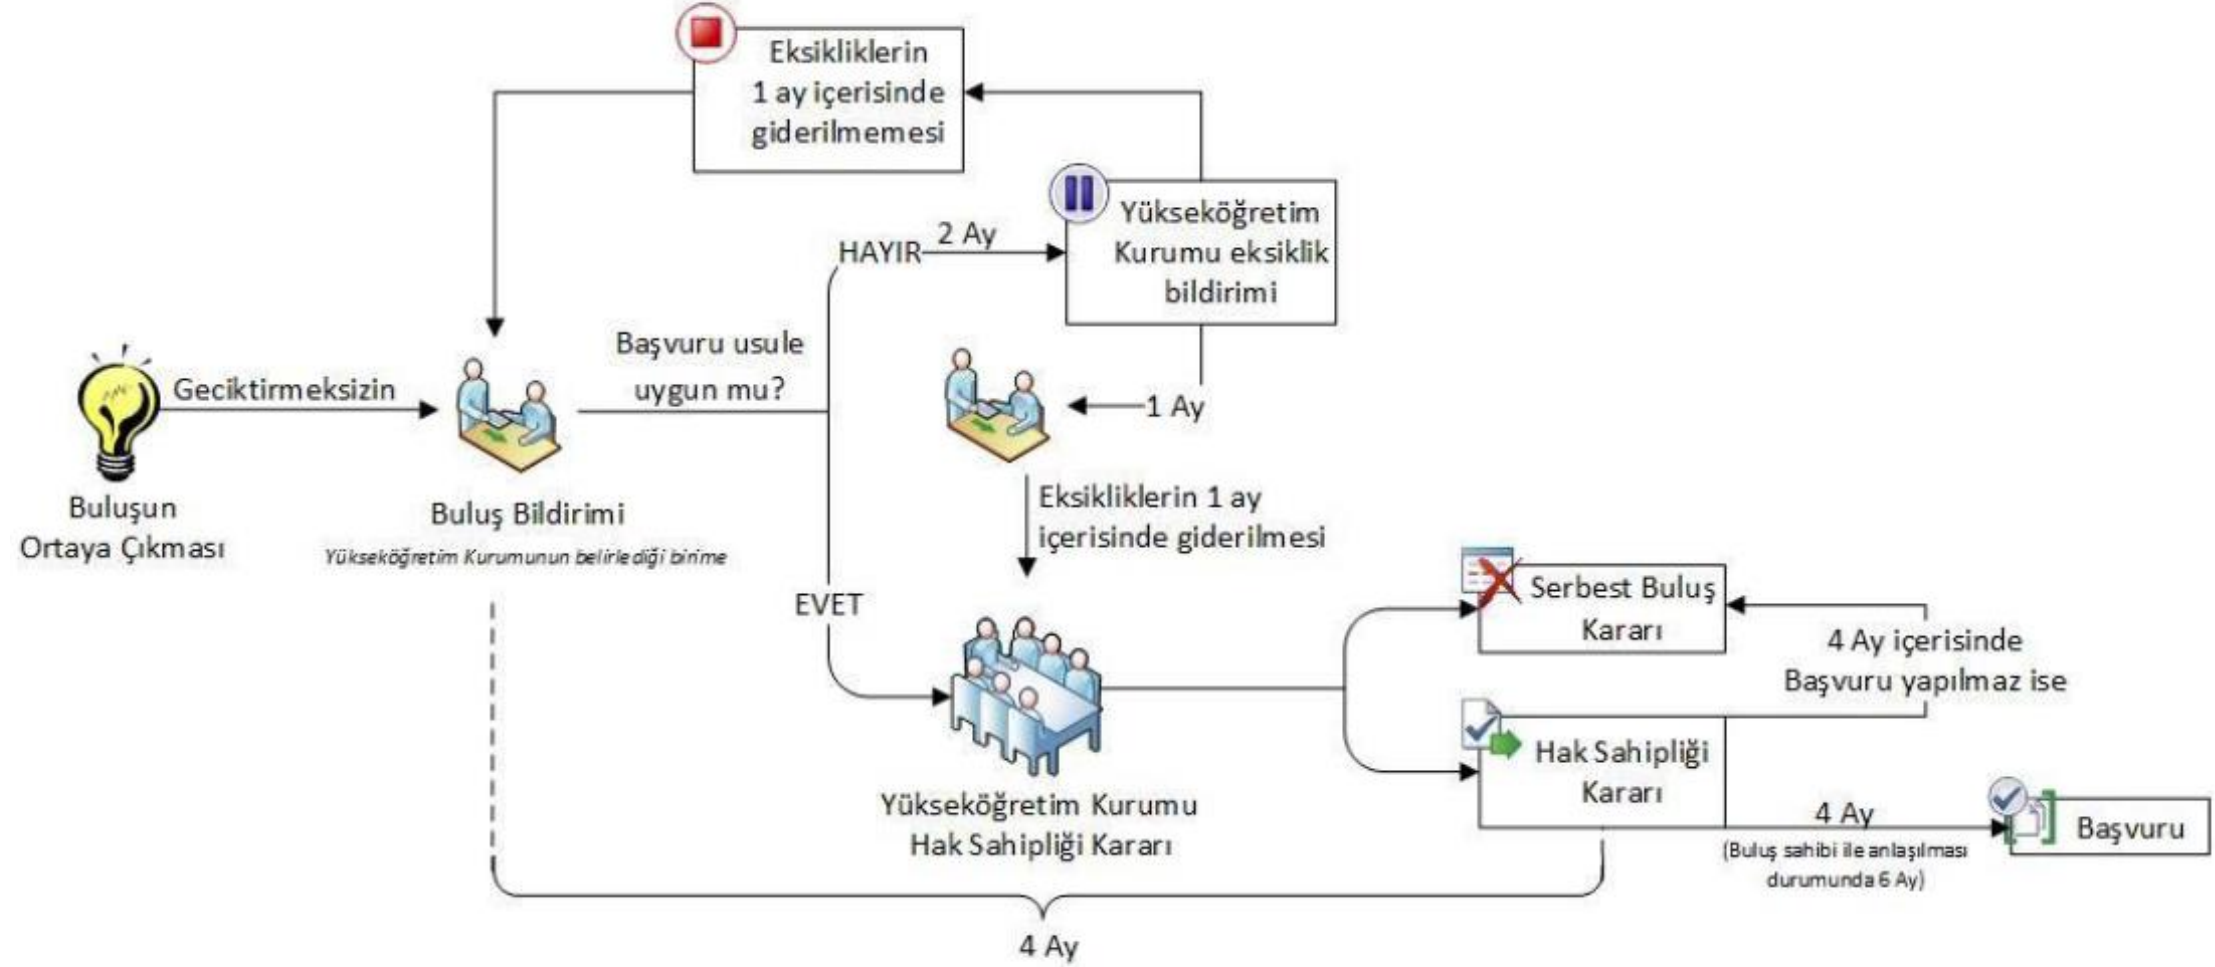 Eksikliklerin
1 ay içerisinde
giderilmemesi
Yükseköğretim
Kurumu eksiklik
bildirimi
HAYIR
2 Ay
Başvuru usule
uygun mu?
Geciktirmeksizin
1 Ay
Buluşun
Ortaya Çıkması
Buluş Bildirimi
Yükseköğretim Kurumunun belirlediği birime
Eksikliklerin 1 ay
içerisinde giderilmesi
EVET
Serbest Buluş
Kararı
4 Ay içerisinde
Başvuru yapılmaz ise
Hak Sahipliği
Kararı
Yükseköğretim Kurumu
Hak Sahipliği Kararı
4 Ay
(Buluş sahibi ile anlaşılması
durumunda 6 Ay)
Başvuru
4 Ay